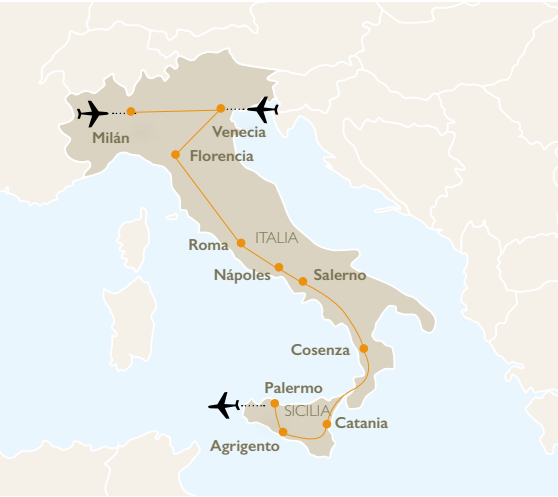 Milán
Venecia
Florencia
Roma
ITALIA
Nápoles
Salerno
Cosenza
Palermo
SICILIA
Catania
Agrigento